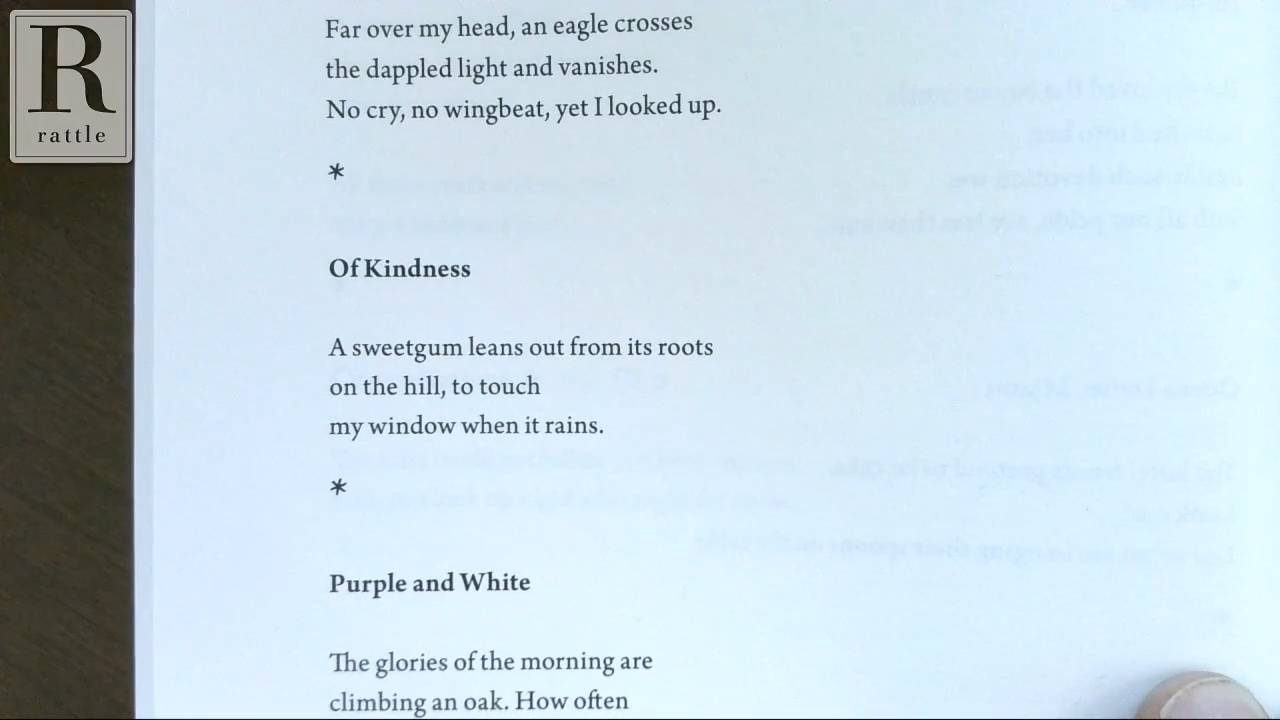 R
rattle
Far over my head, an eagle crosses
the dappled light and vanishes.
No cry, no wingbeat, yet I looked up.
*
Of Kindness
A sweetgum leans out from its roots
on the hill, to touch
my window when it rains.
*
Purple and White
The glories of the morning are
climbing an oak. How often